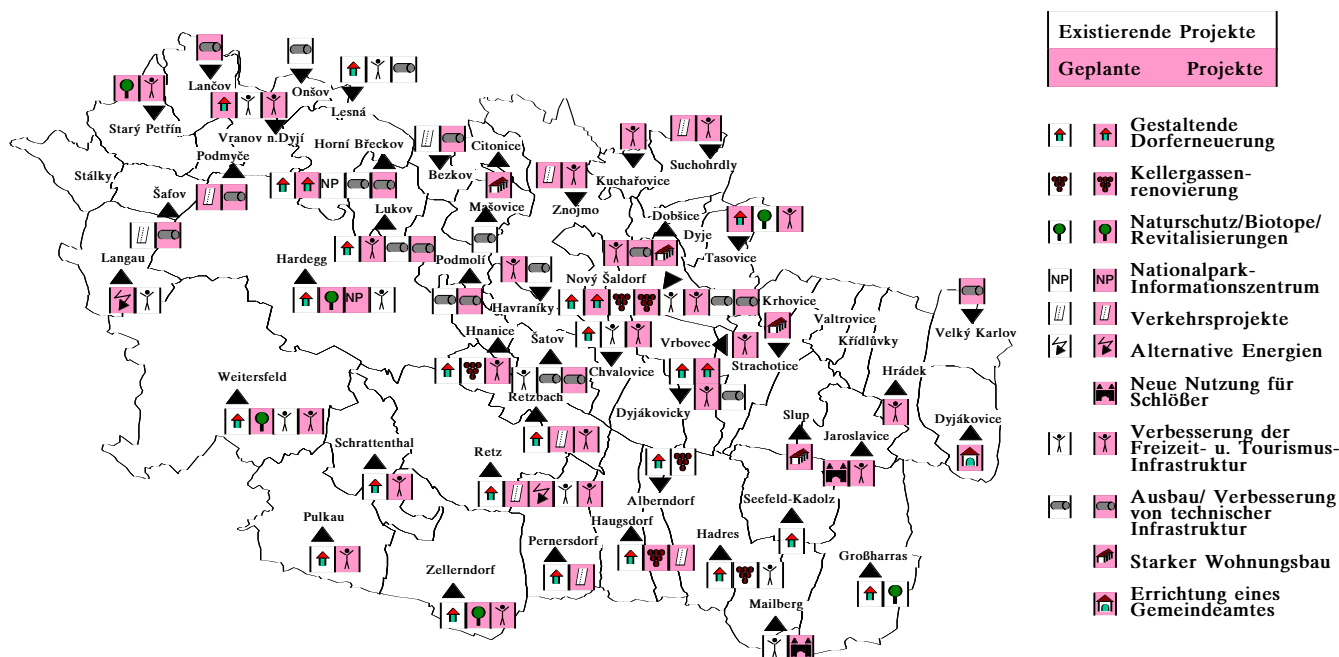 Existierende Projekte
Geplante Projekte
Gestaltende
Dorferneuerung
Kellergassen-
renovierung
Naturschutz/Biotope/
Revitalisierungen
NP NP
Nationalpark-
Informationszentrum
Verkehrsprojekte
Alternative Energien
Neue Nutzung für
Schlößer
Verbesserung der
Freizeit- u. Tourismus-
Infrastruktur
Ausbau/ Verbesserung
von technischer
Infrastruktur
Starker Wohnungsbau
Errichtung eines
Gemeindeamtes
Lančov
Onšov
Lesná
Starý Petřín
Vranov n.Dyjí
Horní Břeckov
Citonice
Podmyče
Bezkov
Kuchařovice
Suchohrdly
Stálky
NP
Šafov
Lukov
Mašovice
Znojmo
Dobšice
Dyje
Tasovice
Langau
Hardegg
Podmolí
Nový Šaldorf
NP
Havraníky
Krhovice
Valtrovice
Velký Karlov
Hnanice
Šatov
Křídlůvky
Vrbovec
Chvalovice
Strachotice
Hrádek
Weitersfeld
Retzbach
Dyjákovicky
Slup
Dyjákovice
Schrattenthal
Retz
Jaroslavice
Alberndorf
Seefeld-Kadolz
Pulkau
Haugsdorf
Hadres
Pernersdorf
Großharras
Zellerndorf
Mailberg